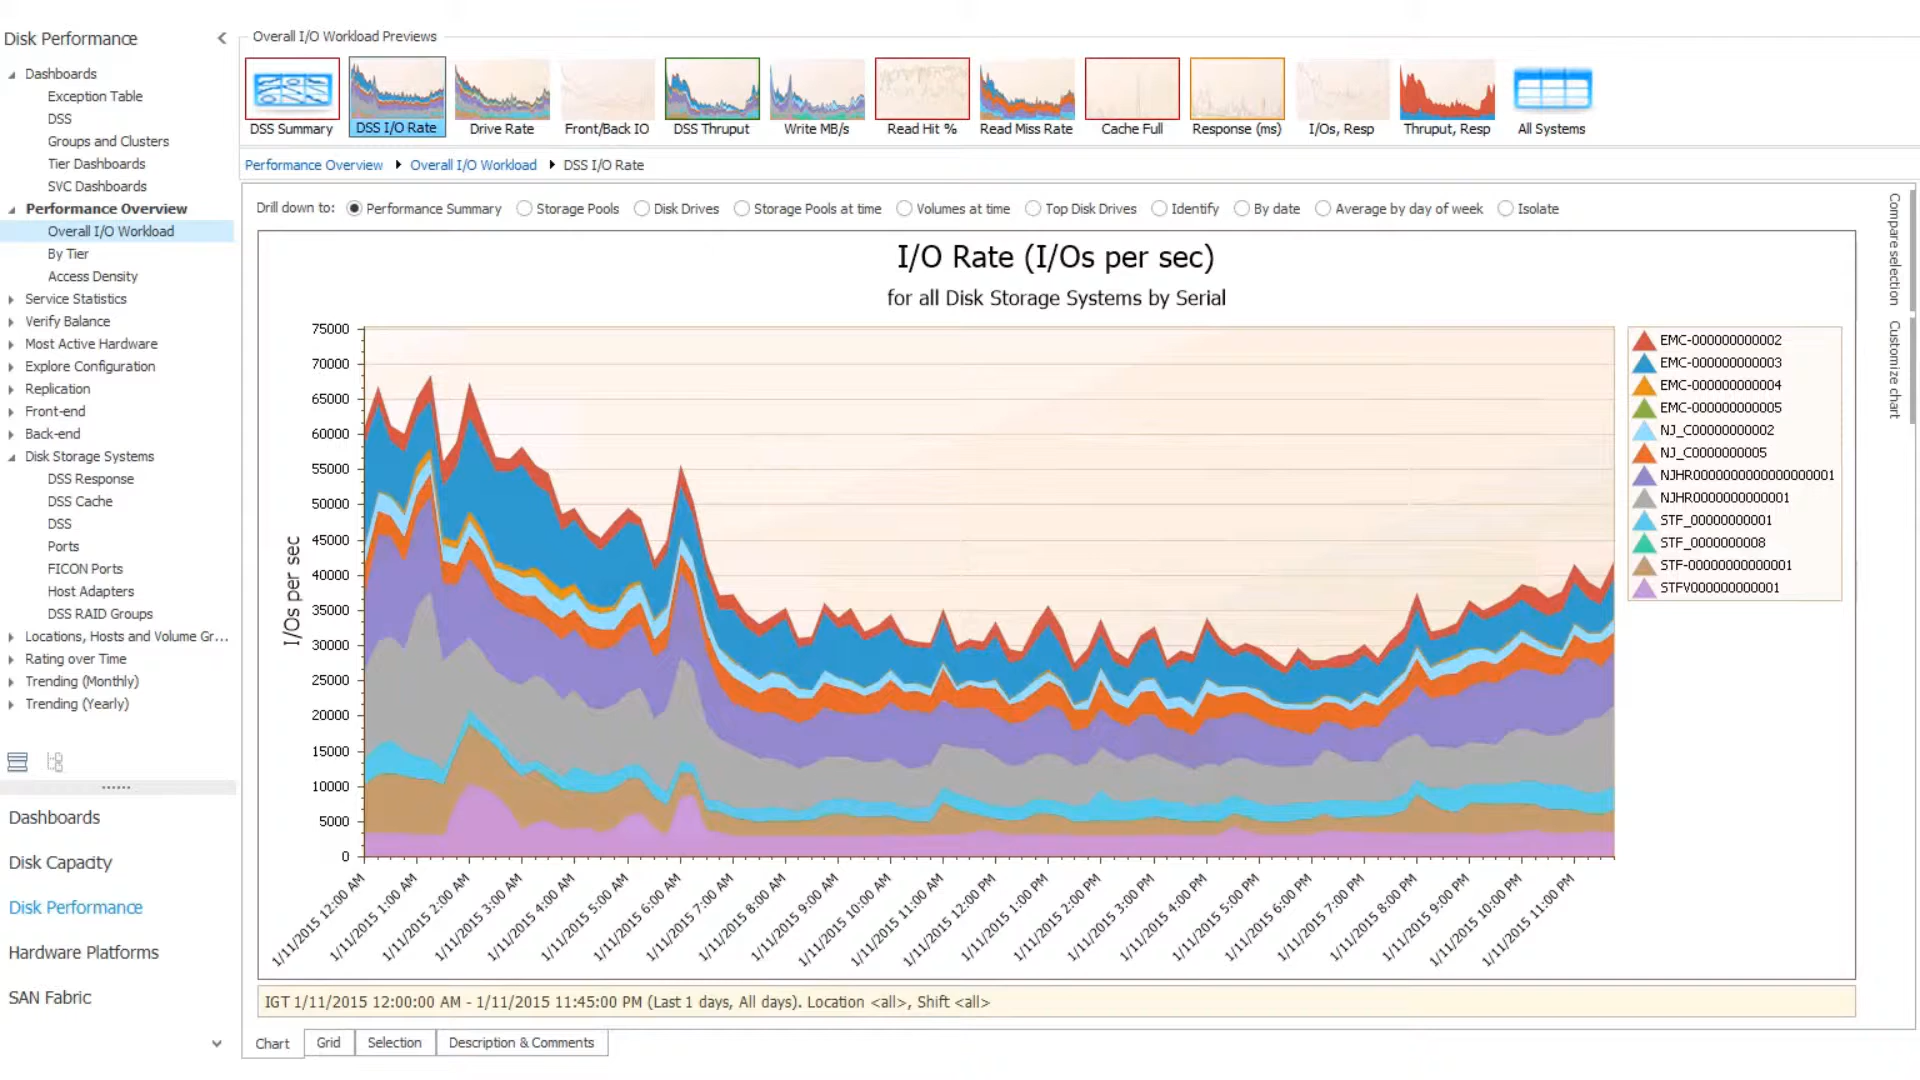 Disk Performance
Dashboards
Exception Table
DSS
Groups and Clusters
Tier Dashboards
SVC Dashboards
Performance Overview
Overall I/O Workload
By Tier
Access Density
Service Statistics
Verify Balance
Most Active Hardware
Explore Configuration
Replication
Front-end
Back-end
Disk Storage Systems
DSS Response
DSS Cache
DSS
Ports
FICON Ports
Host Adapters
DSS RAID Groups
Locations, Hosts and Volume Gr...
Rating over Time
Trending (Monthly)
Trending (Yearly)
Dashboards
Disk Capacity
Disk Performance
Hardware Platforms
SAN Fabric
Overall I/O Workload Previews
DSS Summary DSS I/O Rate Drive Rate Front/Back IO DSS Thruput Write MB/s Read Hit % Read Miss Rate Cache Full Response (ms) I/Os, Resp Thruput, Resp All Systems
Performance Overview Overall I/O Workload DSS I/O Rate
Drill down to: Performance Summary Storage Pools Disk Drives Storage Pools at time Volumes at time Top Disk Drives Identify By date Average by day of week Isolate
I/O Rate (I/Os per sec)
for all Disk Storage Systems by Serial
I/Os per sec
75000
70000
65000
60000
55000
50000
45000
40000
35000
30000
25000
20000
15000
10000
5000
0
1/11/2015 12:00 AM
1/11/2015 1:00 AM
1/11/2015 2:00 AM
1/11/2015 3:00 AM
1/11/2015 4:00 AM
1/11/2015 5:00 AM
1/11/2015 6:00 AM
1/11/2015 7:00 AM
1/11/2015 8:00 AM
1/11/2015 9:00 AM
1/11/2015 10:00 AM
1/11/2015 11:00 AM
1/11/2015 12:00 PM
1/11/2015 1:00 PM
1/11/2015 2:00 PM
1/11/2015 3:00 PM
1/11/2015 4:00 PM
1/11/2015 5:00 PM
1/11/2015 6:00 PM
1/11/2015 7:00 PM
1/11/2015 8:00 PM
1/11/2015 9:00 PM
1/11/2015 10:00 PM
1/11/2015 11:00 PM
EMC-000000000002
EMC-000000000003
EMC-000000000004
EMC-000000000005
NJ_C00000000002
NJ_C0000000005
NJHR0000000000000000001
NJHR0000000000001
STF_00000000001
STF_0000000008
STF-00000000000001
STFV000000000001
Compare selection
Customize chart
IGT 1/11/2015 12:00:00 AM - 1/11/2015 11:45:00 PM (Last 1 days, All days). Location <all>, Shift <all>
Chart Grid Selection Description & Comments